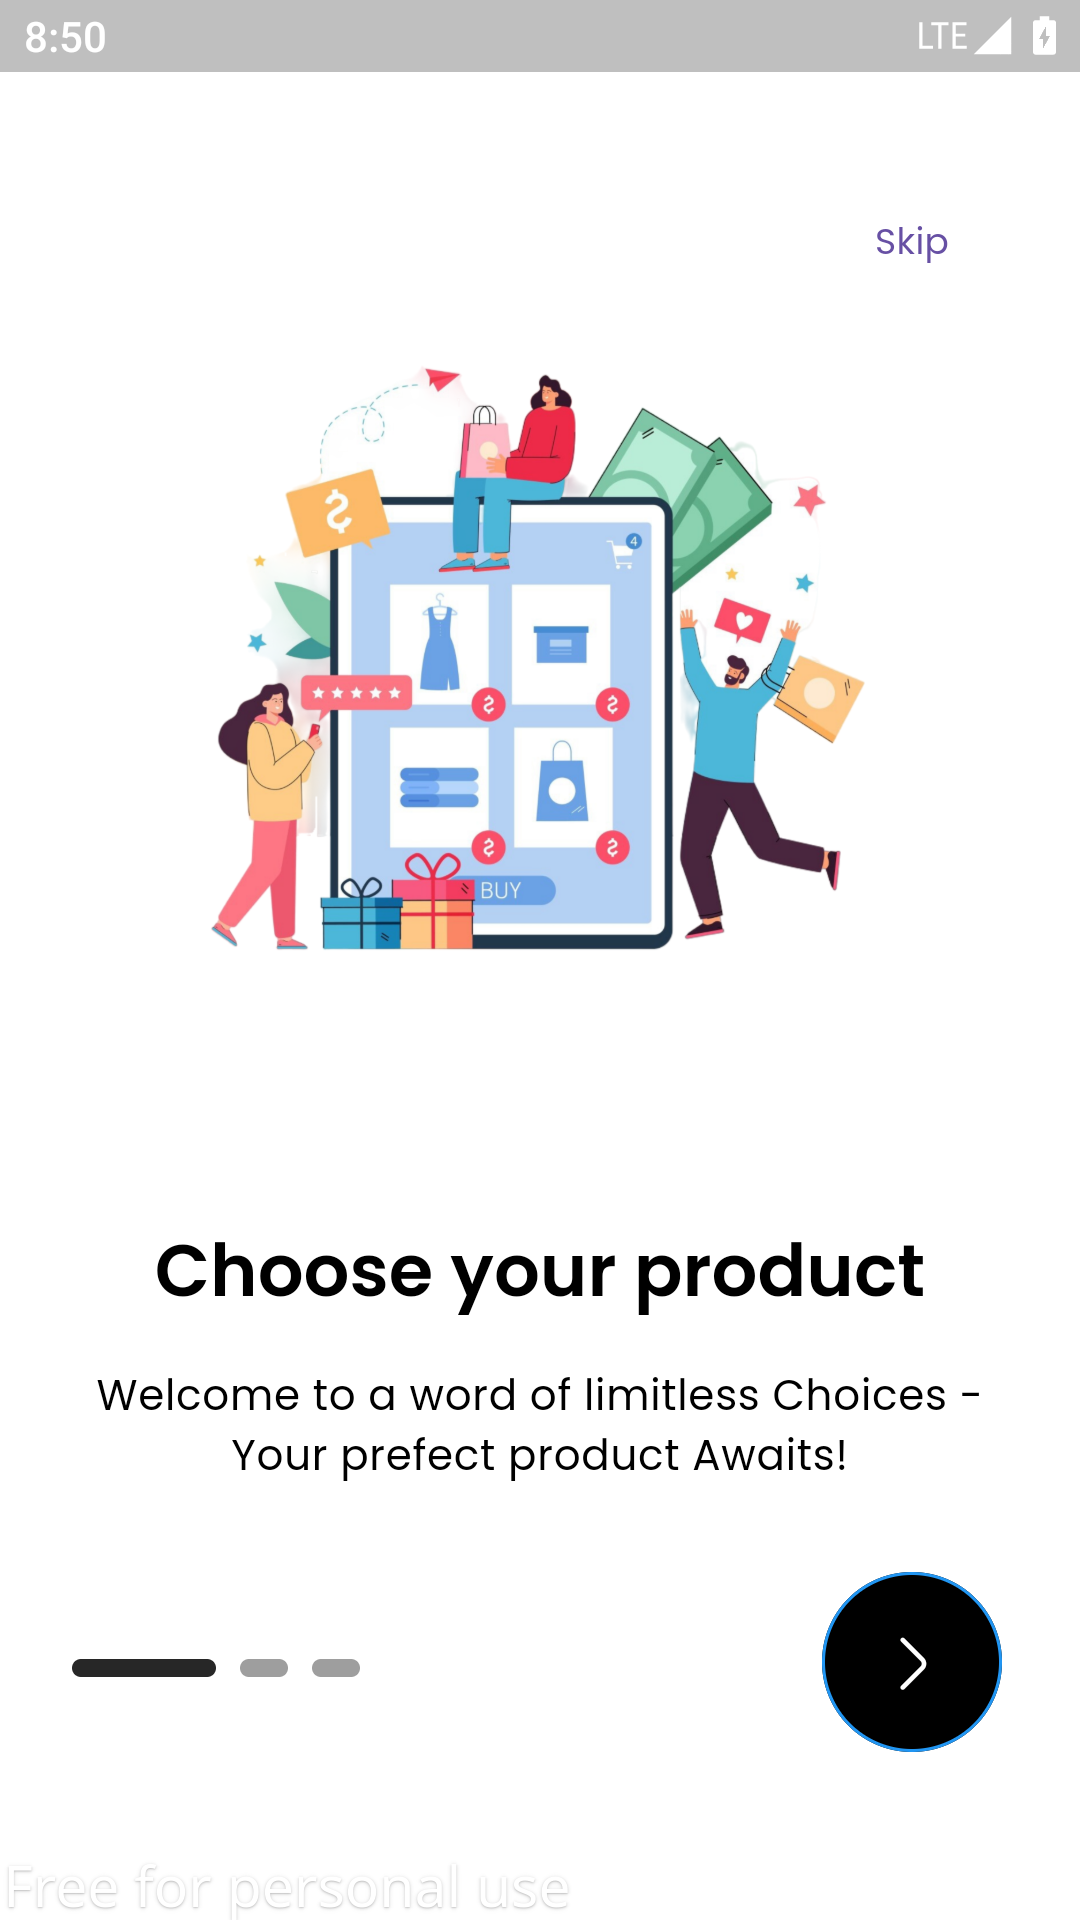 8:50
LTE
Skip
4
BUY
Choose your product
Welcome to a word of limitless Choices -
Your prefect product Awaits!
Free for personal use